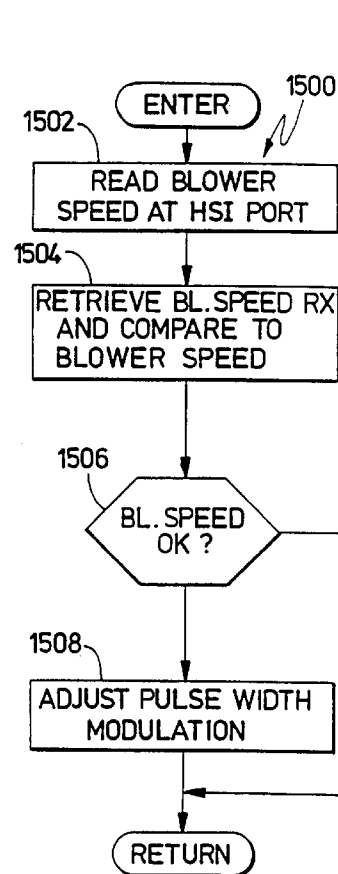 1500
ENTER
1502
READ BLOWER
SPEED AT HSI PORT
1504
RETRIEVE BL.SPEED RX
AND COMPARE TO
BLOWER SPEED
1506
BL.SPEED
OK ?
1508
ADJUST PULSE WIDTH
MODULATION
RETURN